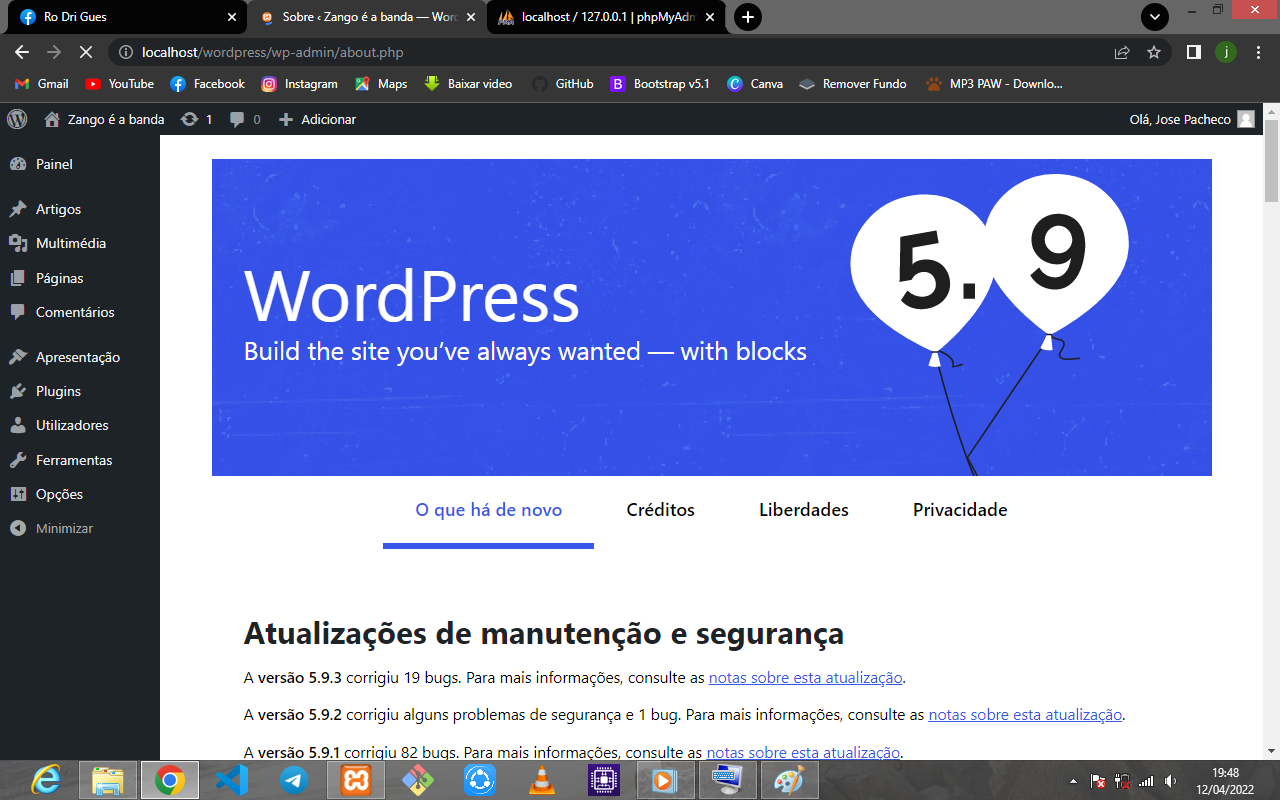 Ro Dri Gues
Sobre ‹ Zango é a banda — Word
localhost / 127.0.0.1 | phpMyAdm
localhost/wordpress/wp-admin/about.php
j
Gmail YouTube Facebook Instagram Maps Baixar video GitHub B Bootstrap v5.1 Canva Remover Fundo MP3 PAW - Downlo...
Zango é a banda 1 0 Adicionar Olá, Jose Pacheco
Painel
Artigos
Multimédia
Páginas
Comentários
Apresentação
Plugins
Utilizadores
Ferramentas
Opções
Minimizar
5.9
WordPress
Build the site you’ve always wanted — with blocks
O que há de novo Créditos Liberdades Privacidade
Atualizações de manutenção e segurança
A versão 5.9.3 corrigiu 19 bugs. Para mais informações, consulte as notas sobre esta atualização.
A versão 5.9.2 corrigiu alguns problemas de segurança e 1 bug. Para mais informações, consulte as notas sobre esta atualização.
A versão 5.9.1 corrigiu 82 bugs. Para mais informações, consulte as notas sobre esta atualização.
19:48
12/04/2022